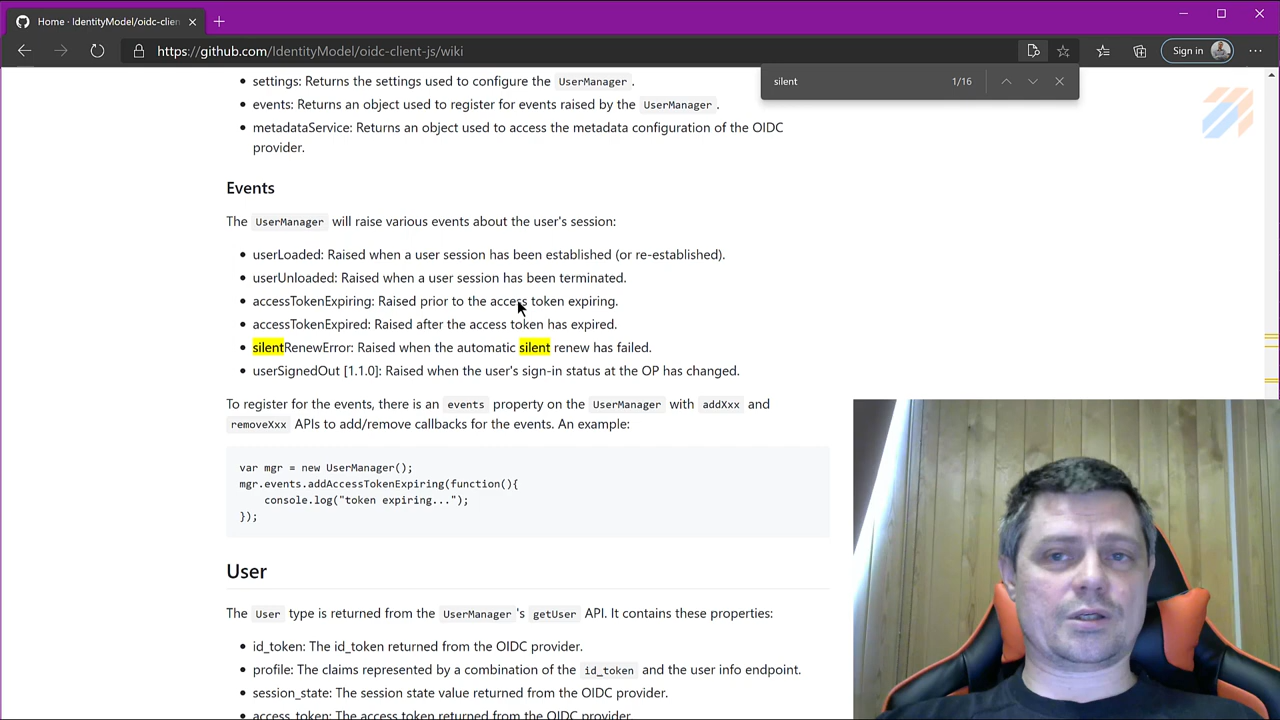 Home · IdentityModel/oidc-clien
https://github.com/IdentityModel/oidc-client-js/wiki
Sign in
silent 1/16
settings: Returns the settings used to configure the UserManager.
events: Returns an object used to register for events raised by the UserManager.
metadataService: Returns an object used to access the metadata configuration of the OIDC
provider.
Events
The UserManager will raise various events about the user's session:
userLoaded: Raised when a user session has been established (or re-established).
userUnloaded: Raised when a user session has been terminated.
accessTokenExpiring: Raised prior to the access token expiring.
accessTokenExpired: Raised after the access token has expired.
silentRenewError: Raised when the automatic silent renew has failed.
userSignedOut [1.1.0]: Raised when the user's sign-in status at the OP has changed.
To register for the events, there is an events property on the UserManager with addXxx and
removeXxx APIs to add/remove callbacks for the events. An example:
var mgr = new UserManager();
mgr.events.addAccessTokenExpiring(function(){
    console.log("token expiring...");
});
User
The User type is returned from the UserManager's getUser API. It contains these properties:
id_token: The id_token returned from the OIDC provider.
profile: The claims represented by a combination of the id_token and the user info endpoint.
session_state: The session state value returned from the OIDC provider.
access_token: The access token returned from the OIDC provider.